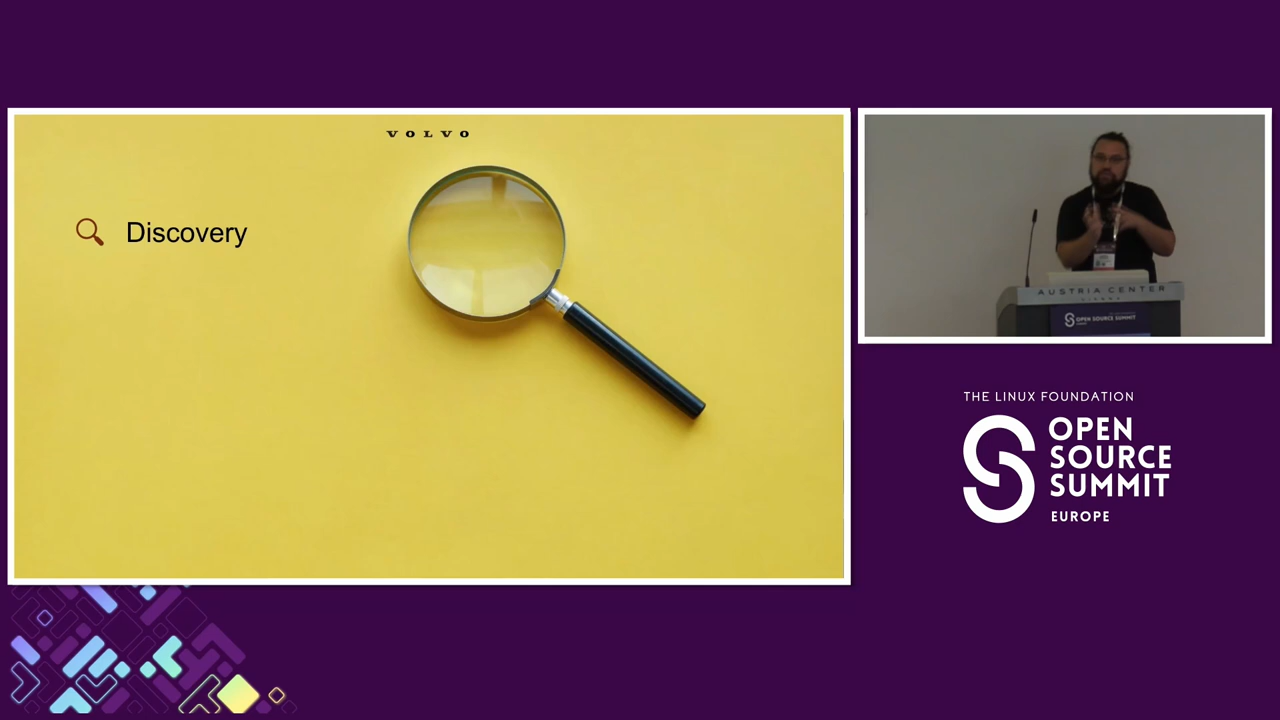 VOLVO
Discovery
AUSTRIA CENTER
OPEN SOURCE SUMMIT
THE LINUX FOUNDATION
OPEN
SOURCE
SUMMIT
EUROPE